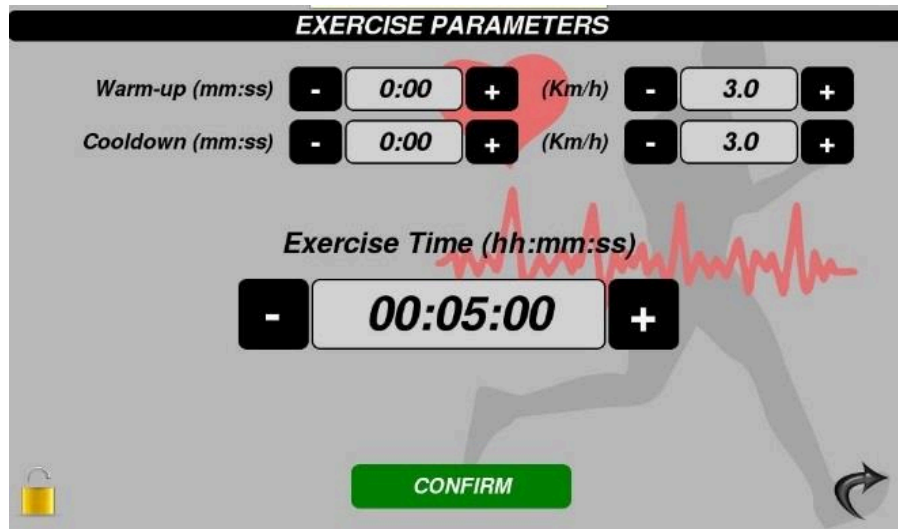 EXERCISE PARAMETERS
Warm-up (mm:ss) - 0:00 + (Km/h) - 3.0 +
Cooldown (mm:ss) - 0:00 + (Km/h) - 3.0 +
Exercise Time (hh:mm:ss)
- 00:05:00 +
CONFIRM